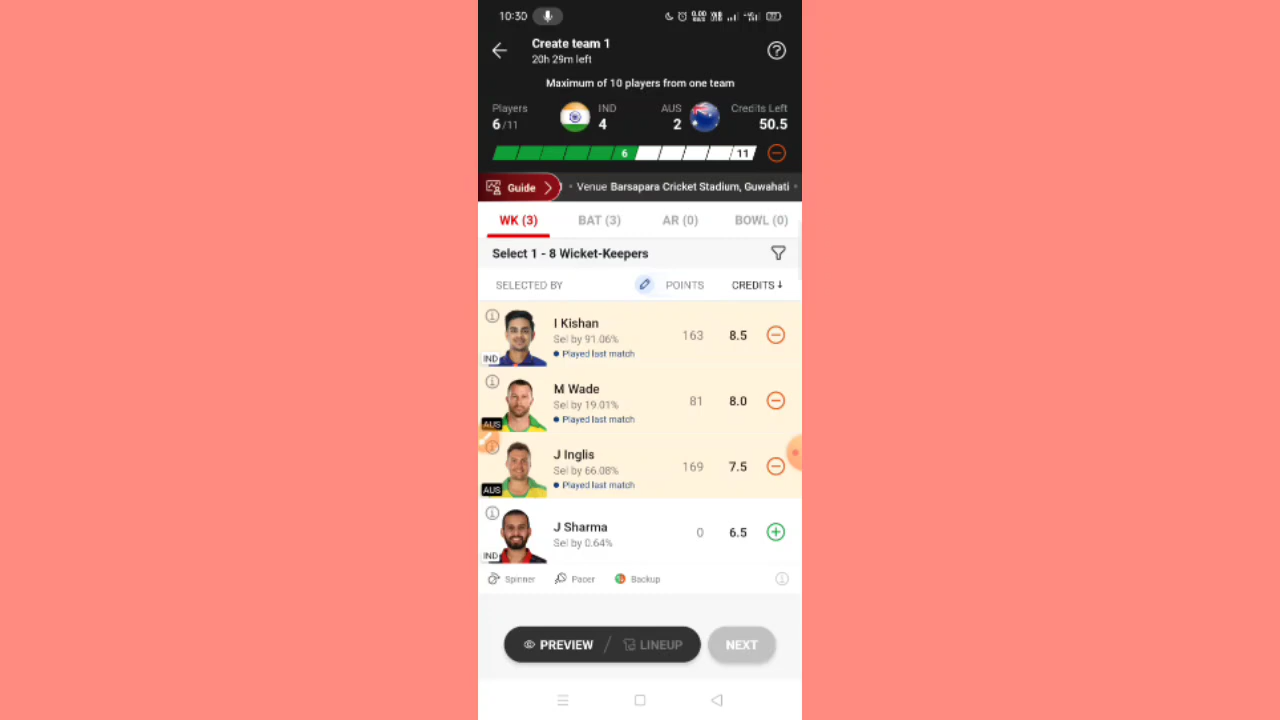 10:30
Create team 1
20h 29m left
Maximum of 10 players from one team
Players IND AUS Credits Left
6/11 4 2 50.5
6 11
Guide • Venue Barsapara Cricket Stadium, Guwahati •
WK (3) BAT (3) AR (0) BOWL (0)
Select 1 - 8 Wicket-Keepers
SELECTED BY POINTS CREDITS↓
I Kishan
Sel by 91.06% 163 8.5
Played last match
IND
M Wade
Sel by 19.01% 81 8.0
Played last match
AUS
J Inglis
Sel by 66.08% 169 7.5
Played last match
AUS
J Sharma
Sel by 0.64% 0 6.5
IND
Spinner Pacer Backup
PREVIEW / LINEUP NEXT